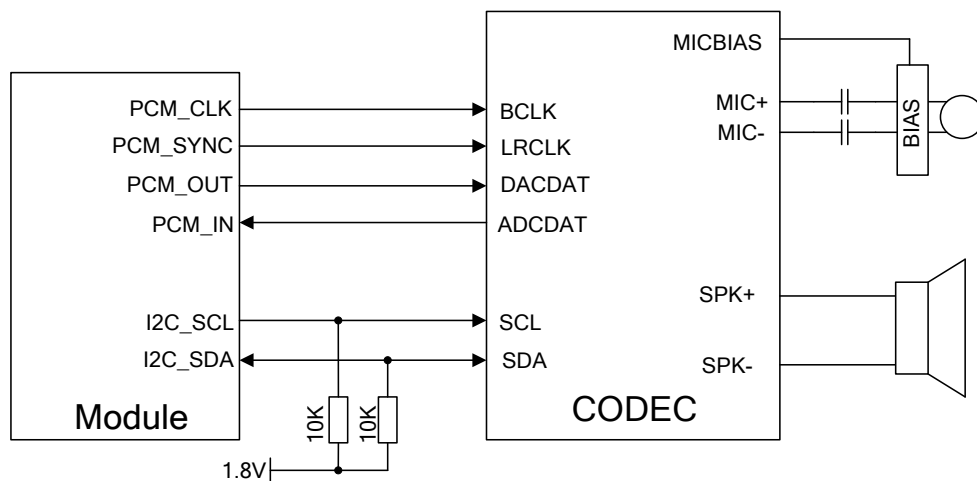 MICBIAS
PCM_CLK
BCLK
MIC+
MIC-
BIAS
PCM_SYNC
LRCLK
PCM_OUT
DACDAT
PCM_IN
ADCDAT
SPK+
I2C_SCL
SCL
I2C_SDA
SDA
SPK-
Module
10K
10K
CODEC
1.8V